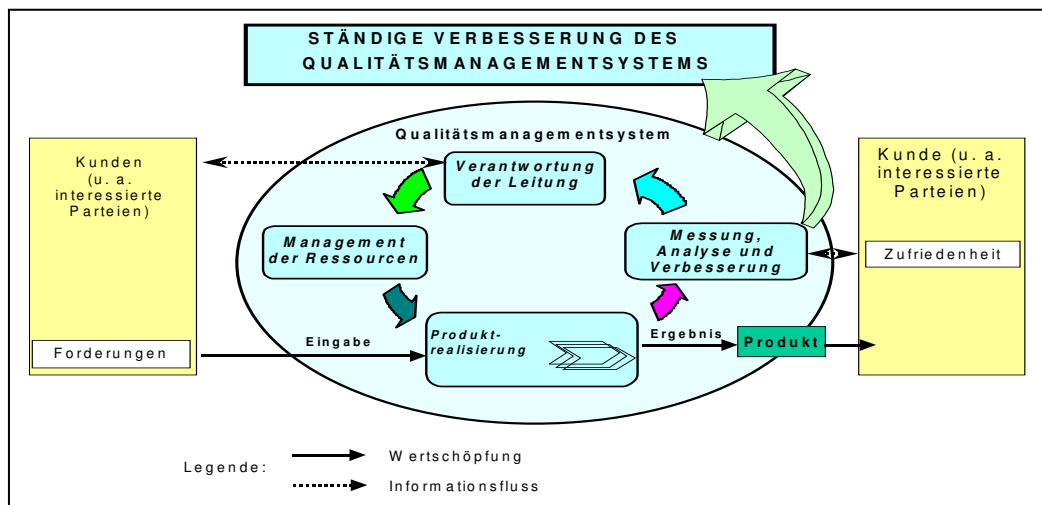 STÄNDIGE VERBESSERUNG DES
QUALITÄTSMANAGEMENTSYSTEMS
Qualitätsmanagementsystem
Kunden
(u. a.
interessierte
Parteien)
Verantwortung
der Leitung
Kunde (u. a.
interessierte
Parteien)
Management
der Ressourcen
Messung,
Analyse und
Verbesserung
Zufriedenheit
Forderungen
Eingabe
Produkt-
realisierung
Ergebnis
Produkt
Legende:
Wertschöpfung
Informationsfluss